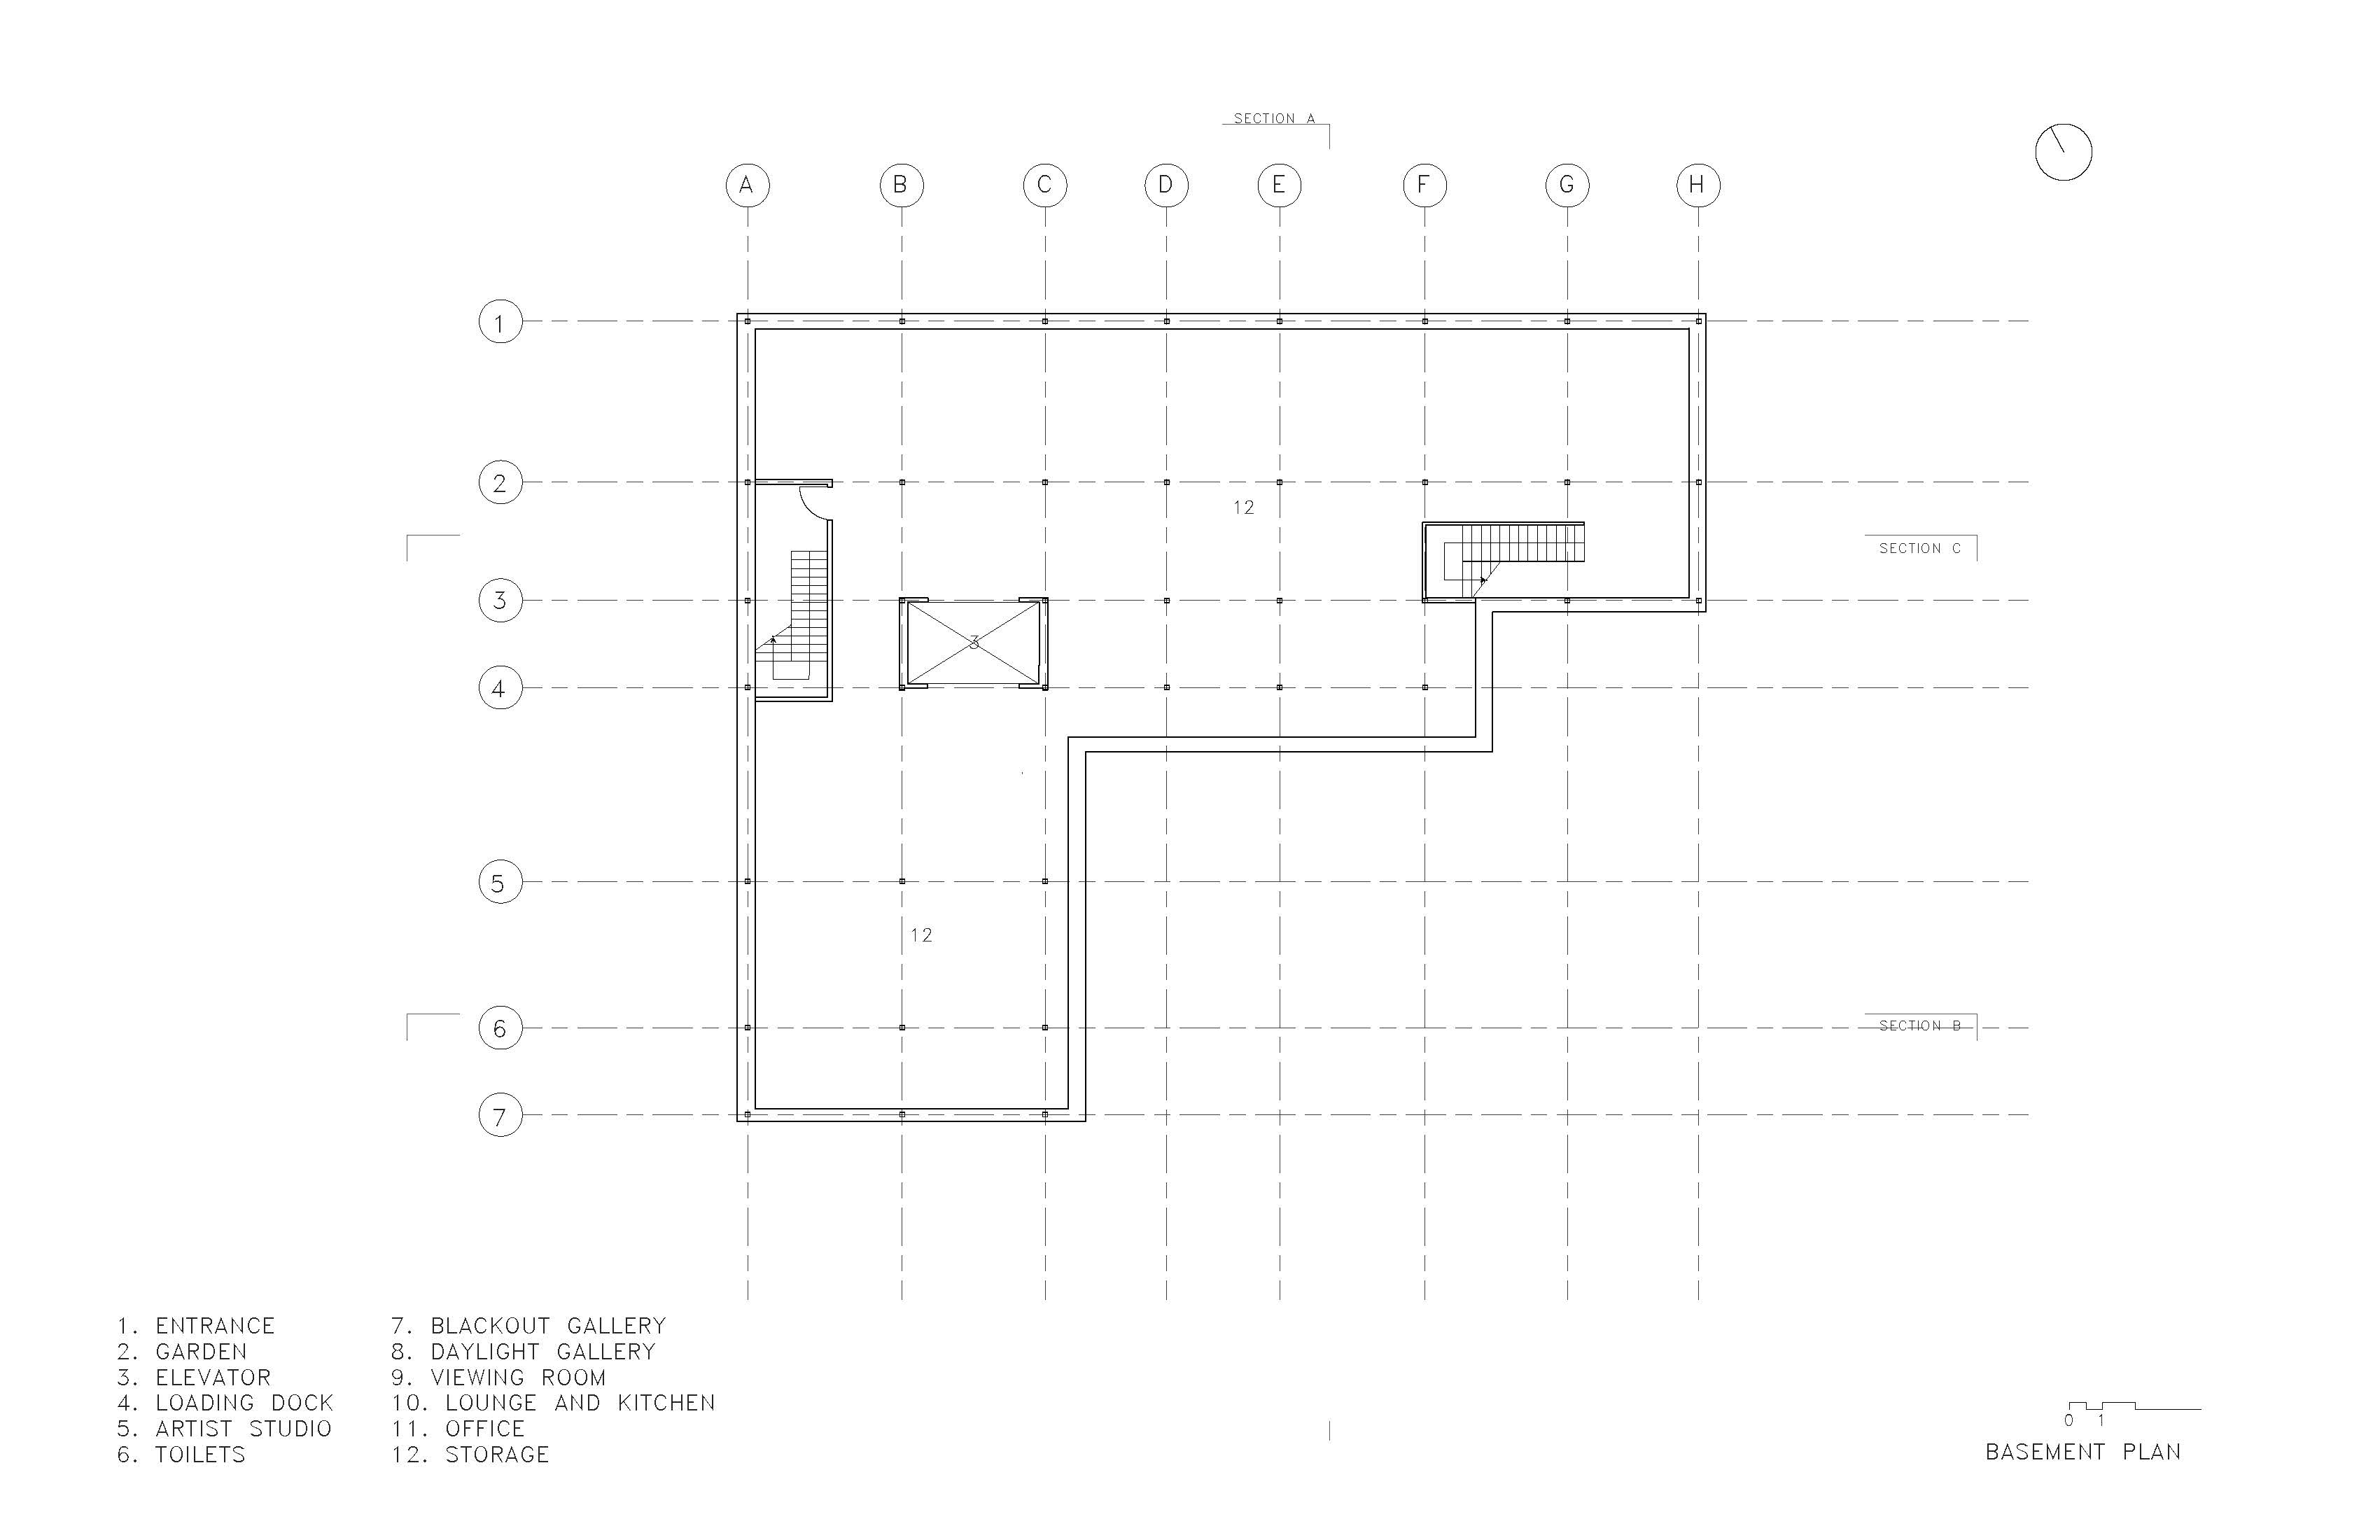 SECTION A
A B C D E F G H
1
2
12
SECTION C
3
3
4
5
12
6
SECTION B
7
1. ENTRANCE
2. GARDEN
3. ELEVATOR
4. LOADING DOCK
5. ARTIST STUDIO
6. TOILETS
7. BLACKOUT GALLERY
8. DAYLIGHT GALLERY
9. VIEWING ROOM
10. LOUNGE AND KITCHEN
11. OFFICE
12. STORAGE
0 1
BASEMENT PLAN